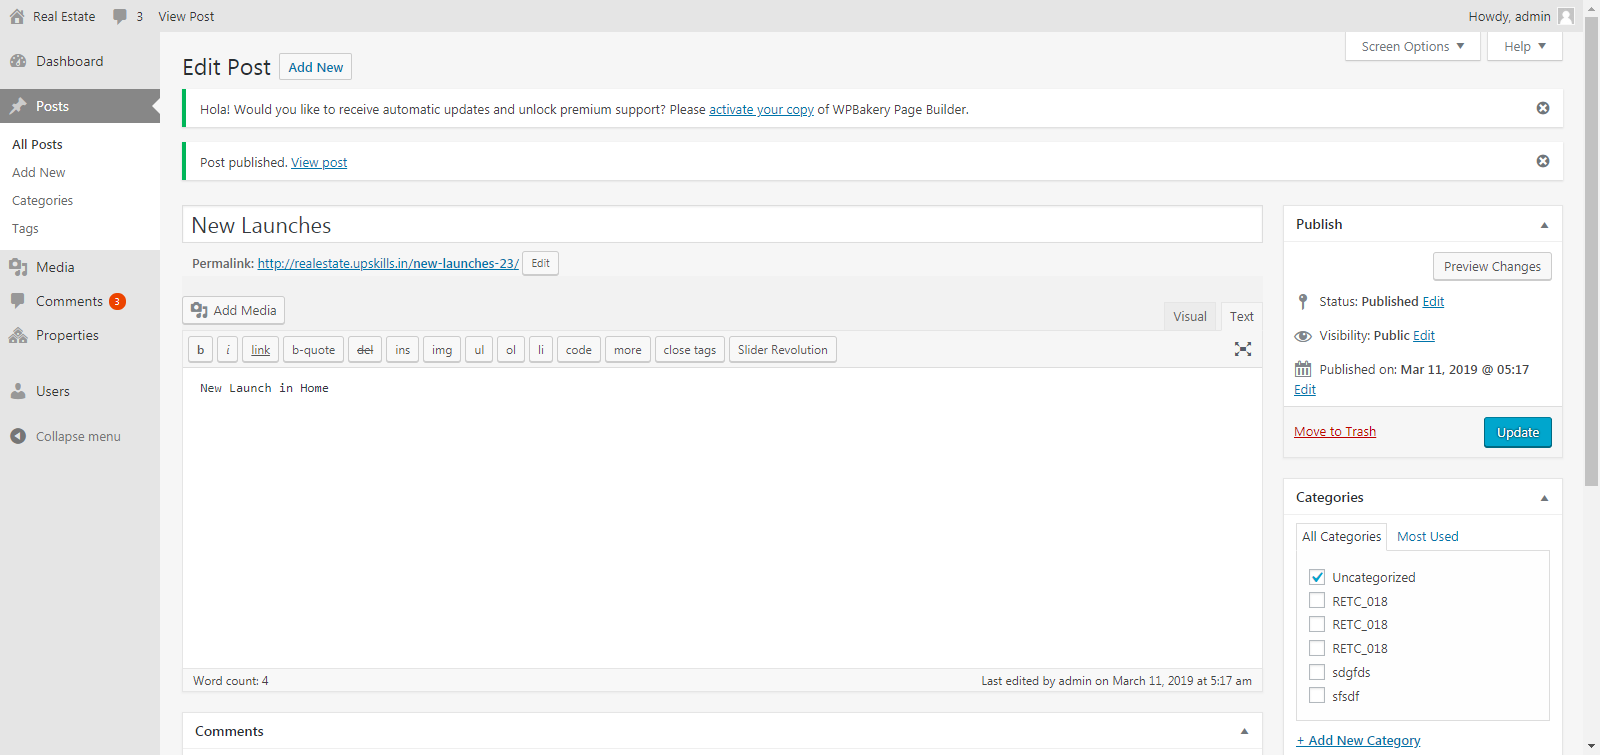 Real Estate 3 View Post Howdy, admin
Dashboard
Posts
All Posts
Add New
Categories
Tags
Media
Comments 3
Properties
Users
Collapse menu
Screen Options Help
Edit Post Add New
Hola! Would you like to receive automatic updates and unlock premium support? Please activate your copy of WPBakery Page Builder.
Post published. View post
New Launches
Permalink: http://realestate.upskills.in/new-launches-23/ Edit
Add Media
Visual Text
b i link b-quote del ins img ul ol li code more close tags Slider Revolution
New Launch in Home
Word count: 4 Last edited by admin on March 11, 2019 at 5:17 am
Comments
Publish
Preview Changes
Status: Published Edit
Visibility: Public Edit
Published on: Mar 11, 2019 @ 05:17
Edit
Move to Trash Update
Categories
All Categories Most Used
Uncategorized
RETC_018
RETC_018
RETC_018
sdgfds
sfsdf
+ Add New Category